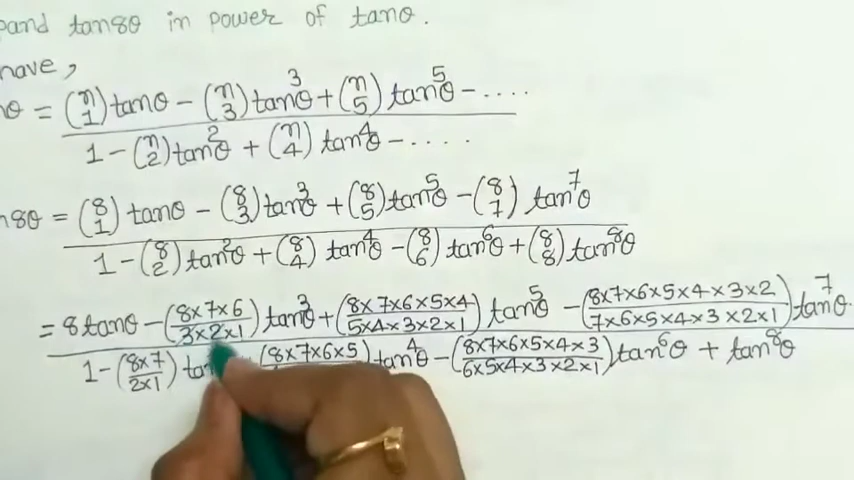 pand tan8θ in power of tanθ.
have,
nθ = (n 1) tanθ − (n 3) tan³θ + (n 5) tan⁵θ − ....
1 − (n 2) tan²θ + (n 4) tan⁴θ − ....
n8θ = (8 1) tanθ − (8 3) tan³θ + (8 5) tan⁵θ − (8 7) tan⁷θ
1 − (8 2) tan²θ + (8 4) tan⁴θ − (8 6) tan⁶θ + (8 8) tan⁸θ
= 8tanθ − (8×7×6 / 3×2×1) tan³θ + (8×7×6×5×4 / 5×4×3×2×1) tan⁵θ − (8×7×6×5×4×3×2 / 7×6×5×4×3×2×1) tan⁷θ.
1 − (8×7 / 2×1) ta (8×7×6×5 ) tan⁴θ − (8×7×6×5×4×3 / 6×5×4×3×2×1) tan⁶θ + tan⁸θ